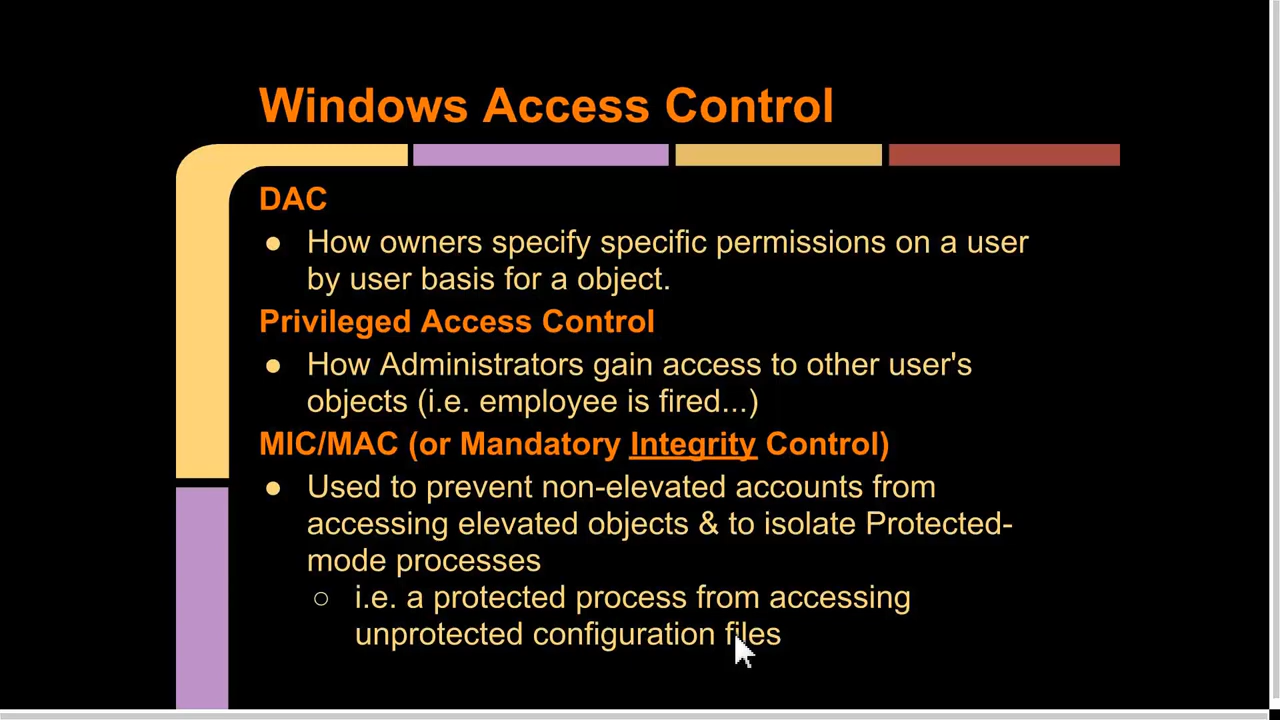 Windows Access Control
DAC
● How owners specify specific permissions on a user
by user basis for a object.
Privileged Access Control
● How Administrators gain access to other user's
objects (i.e. employee is fired...)
MIC/MAC (or Mandatory Integrity Control)
● Used to prevent non-elevated accounts from
accessing elevated objects & to isolate Protected-
mode processes
○ i.e. a protected process from accessing
unprotected configuration files